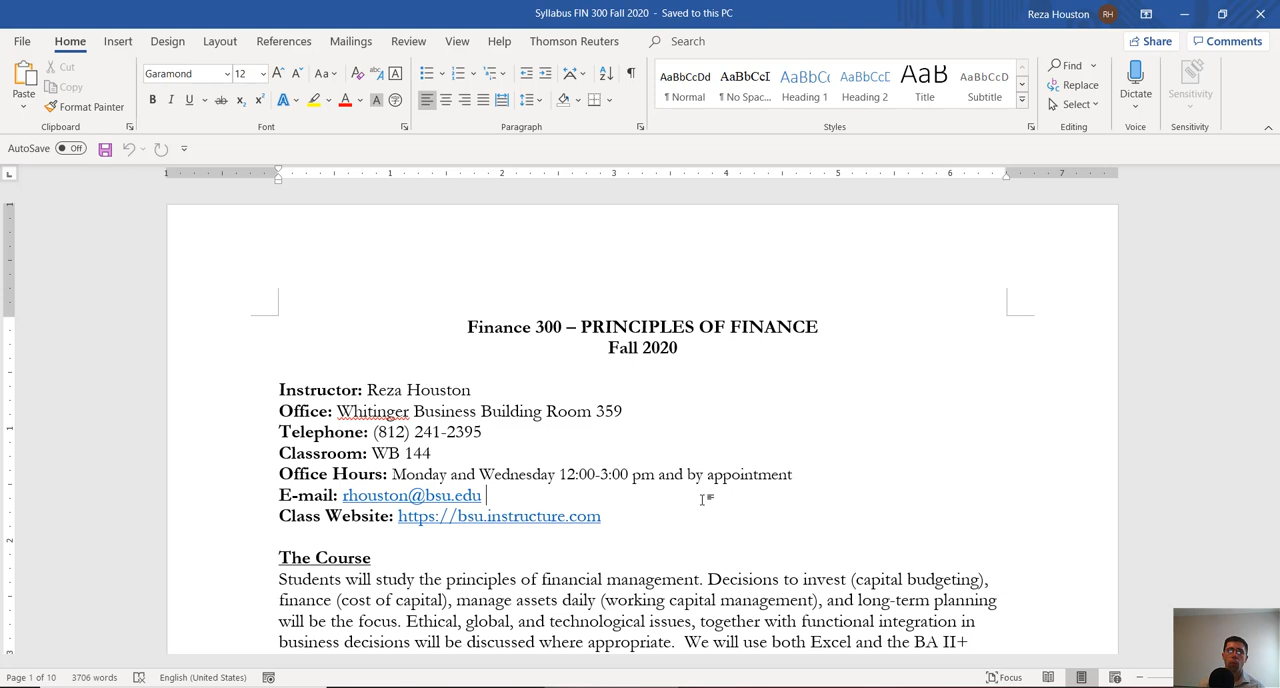 Syllabus FIN 300 Fall 2020 - Saved to this PC
Reza Houston RH
File Home Insert Design Layout References Mailings Review View Help Thomson Reuters Search Share Comments
Paste Cut Copy Format Painter
Garamond 12
AaBbCcDd AaBbCcI AaBbCc AaBbCcE AaB AaBbCcD
¶ Normal ¶ No Spac... Heading 1 Heading 2 Title Subtitle
Find Replace Select Dictate Sensitivity
Clipboard Font Paragraph Styles Editing Voice Sensitivity
AutoSave Off
1 1 2 3 4 5 6 7
Finance 300 – PRINCIPLES OF FINANCE
Fall 2020
Instructor: Reza Houston
Office: Whitinger Business Building Room 359
Telephone: (812) 241-2395
Classroom: WB 144
Office Hours: Monday and Wednesday 12:00-3:00 pm and by appointment
E-mail: rhouston@bsu.edu
Class Website: https://bsu.instructure.com
The Course
Students will study the principles of financial management. Decisions to invest (capital budgeting),
finance (cost of capital), manage assets daily (working capital management), and long-term planning
will be the focus. Ethical, global, and technological issues, together with functional integration in
business decisions will be discussed where appropriate. We will use both Excel and the BA II+
Page 1 of 10 3706 words English (United States) Focus